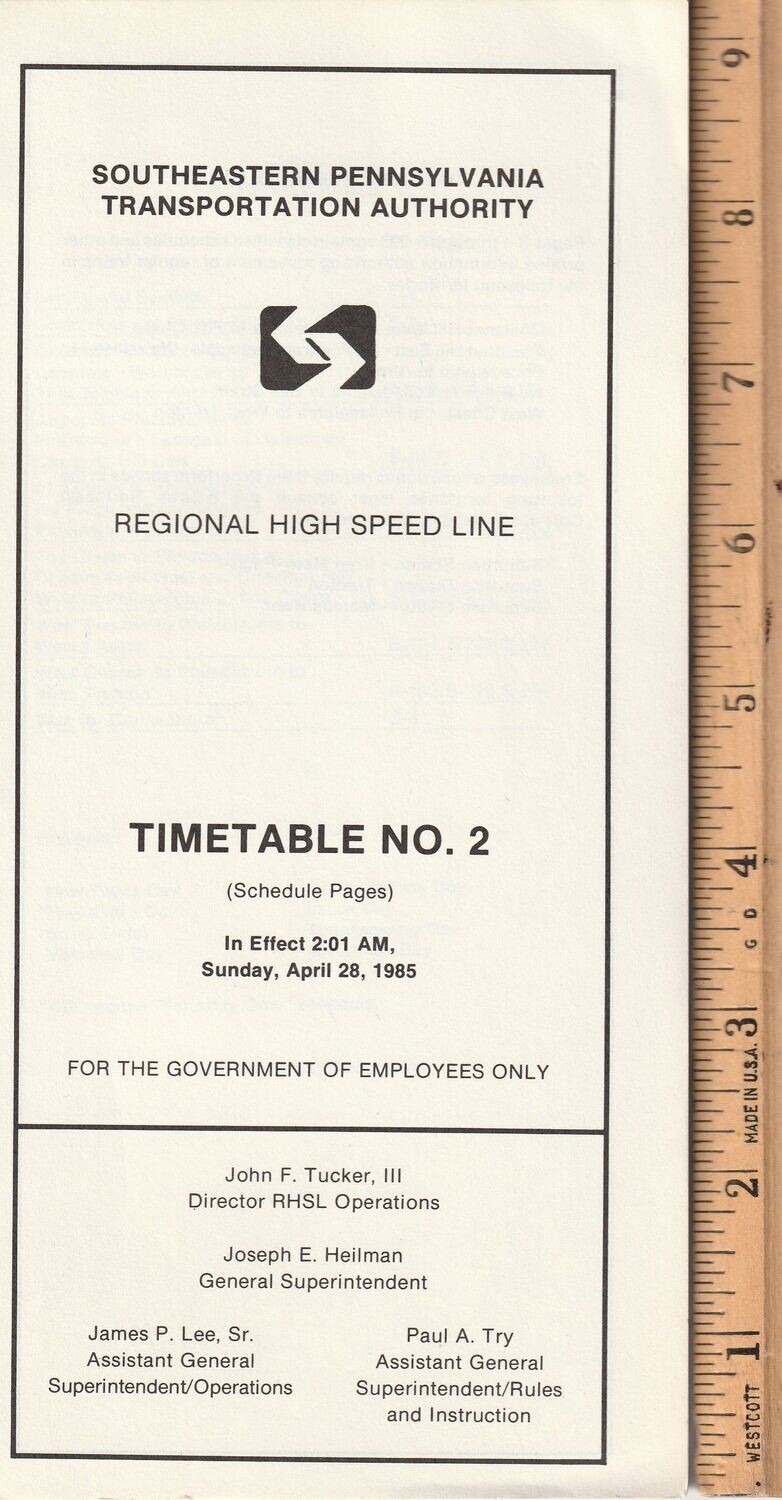 SOUTHEASTERN PENNSYLVANIA
TRANSPORTATION AUTHORITY
REGIONAL HIGH SPEED LINE
TIMETABLE NO. 2
(Schedule Pages)
In Effect 2:01 AM,
Sunday, April 28, 1985
FOR THE GOVERNMENT OF EMPLOYEES ONLY
John F. Tucker, III
Director RHSL Operations
Joseph E. Heilman
General Superintendent
James P. Lee, Sr.
Assistant General
Superintendent/Operations
Paul A. Try
Assistant General
Superintendent/Rules
and Instruction
9
8
7
6
5
4
G D
3
MADE IN U.S.A.
2
1
WESTCOTT